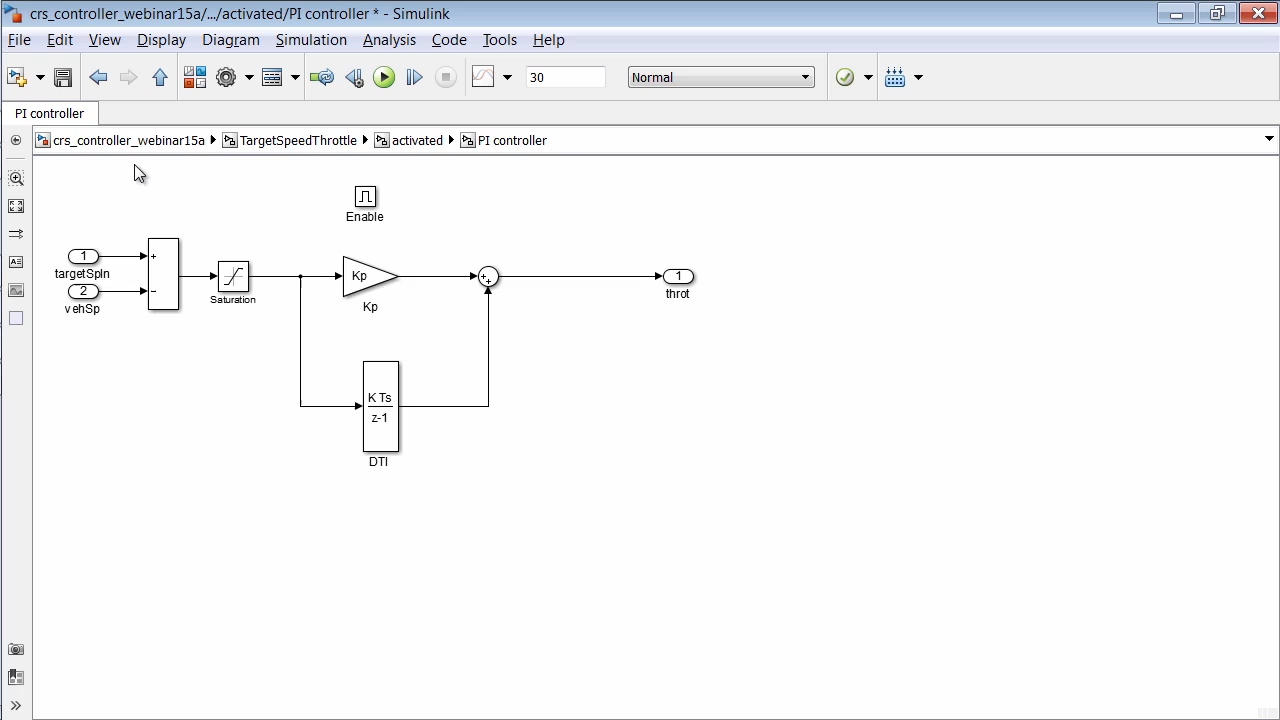 crs_controller_webinar15a/.../activated/PI controller * - Simulink
File Edit View Display Diagram Simulation Analysis Code Tools Help
30 Normal
PI controller
crs_controller_webinar15a TargetSpeedThrottle activated PI controller
Enable
1
targetSpIn
2
vehSp
+
−
Saturation
Kp
Kp
+
+
1
throt
K Ts
z-1
DTI